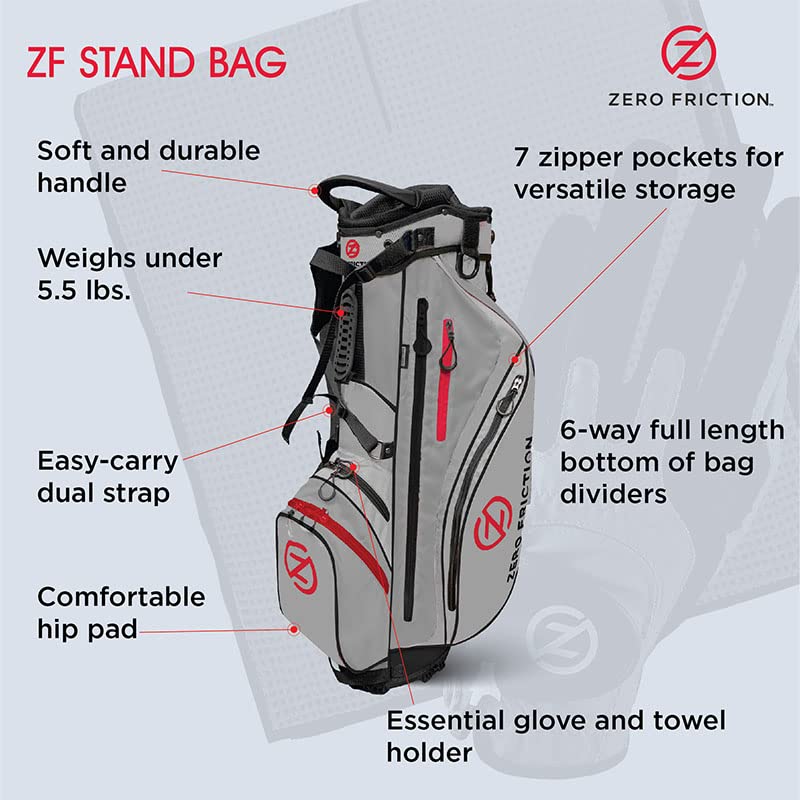 ZF STAND BAG
ZERO FRICTION™
Soft and durable
handle
7 zipper pockets for
versatile storage
Weighs under
5.5 lbs.
6-way full length
bottom of bag
dividers
Easy-carry
dual strap
ZERO FRICTION
Comfortable
hip pad
Essential glove and towel
holder